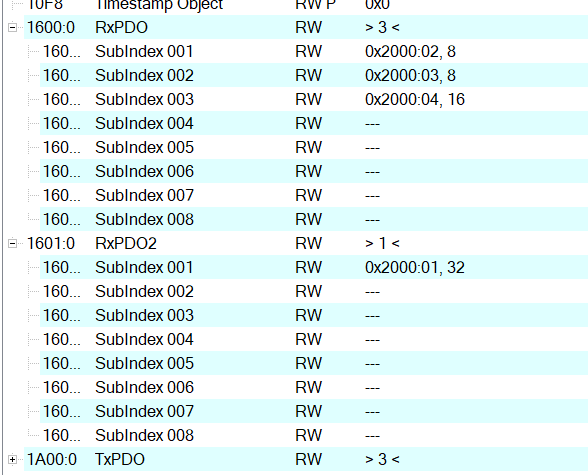 10F8 Timestamp Object RW P 0x0
1600:0 RxPDO RW > 3 <
160... SubIndex 001 RW 0x2000:02, 8
160... SubIndex 002 RW 0x2000:03, 8
160... SubIndex 003 RW 0x2000:04, 16
160... SubIndex 004 RW ---
160... SubIndex 005 RW ---
160... SubIndex 006 RW ---
160... SubIndex 007 RW ---
160... SubIndex 008 RW ---
1601:0 RxPDO2 RW > 1 <
160... SubIndex 001 RW 0x2000:01, 32
160... SubIndex 002 RW ---
160... SubIndex 003 RW ---
160... SubIndex 004 RW ---
160... SubIndex 005 RW ---
160... SubIndex 006 RW ---
160... SubIndex 007 RW ---
160... SubIndex 008 RW ---
1A00:0 TxPDO RW > 3 <